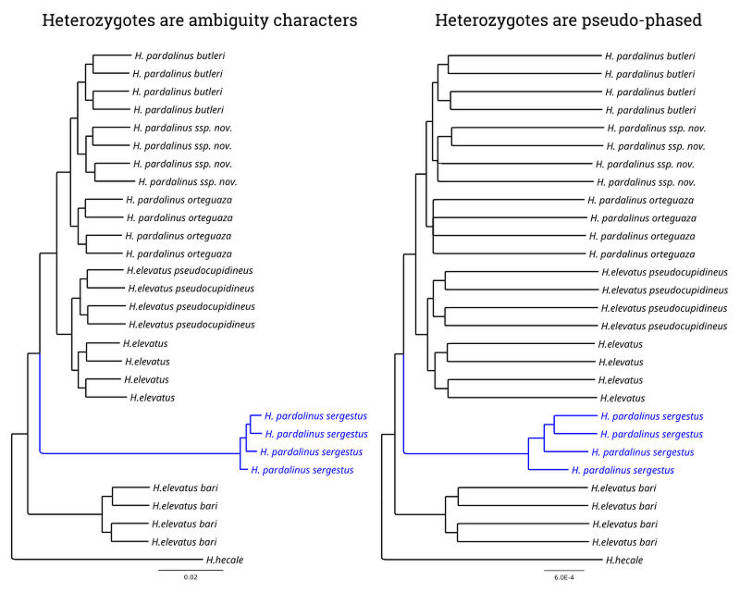 Heterozygotes are ambiguity characters
H. pardalinus butleri
H. pardalinus butleri
H. pardalinus butleri
H. pardalinus butleri
H. pardalinus ssp. nov.
H. pardalinus ssp. nov.
H. pardalinus ssp. nov.
H. pardalinus ssp. nov.
H. pardalinus orteguaza
H. pardalinus orteguaza
H. pardalinus orteguaza
H. pardalinus orteguaza
H.elevatus pseudocupidineus
H.elevatus pseudocupidineus
H.elevatus pseudocupidineus
H.elevatus pseudocupidineus
H.elevatus
H.elevatus
H.elevatus
H.elevatus
H. pardalinus sergestus
H. pardalinus sergestus
H. pardalinus sergestus
H. pardalinus sergestus
H.elevatus bari
H.elevatus bari
H.elevatus bari
H.elevatus bari
H.hecale
0.02
Heterozygotes are pseudo-phased
H. pardalinus butleri
H. pardalinus butleri
H. pardalinus butleri
H. pardalinus butleri
H. pardalinus ssp. nov.
H. pardalinus ssp. nov.
H. pardalinus ssp. nov.
H. pardalinus ssp. nov.
H. pardalinus orteguaza
H. pardalinus orteguaza
H. pardalinus orteguaza
H. pardalinus orteguaza
H.elevatus pseudocupidineus
H.elevatus pseudocupidineus
H.elevatus pseudocupidineus
H.elevatus pseudocupidineus
H.elevatus
H.elevatus
H.elevatus
H.elevatus
H. pardalinus sergestus
H. pardalinus sergestus
H. pardalinus sergestus
H. pardalinus sergestus
H.elevatus bari
H.elevatus bari
H.elevatus bari
H.elevatus bari
H.hecale
6.0E-4